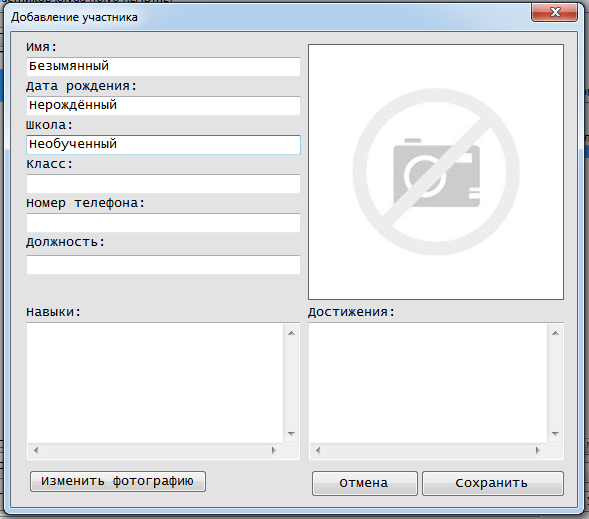 Добавление участника
Имя:
Безымянный
Дата рождения:
Нерождённый
Школа:
Необученный
Класс:
Номер телефона:
Должность:
Навыки:
Достижения:
Изменить фотографию
Отмена
Сохранить